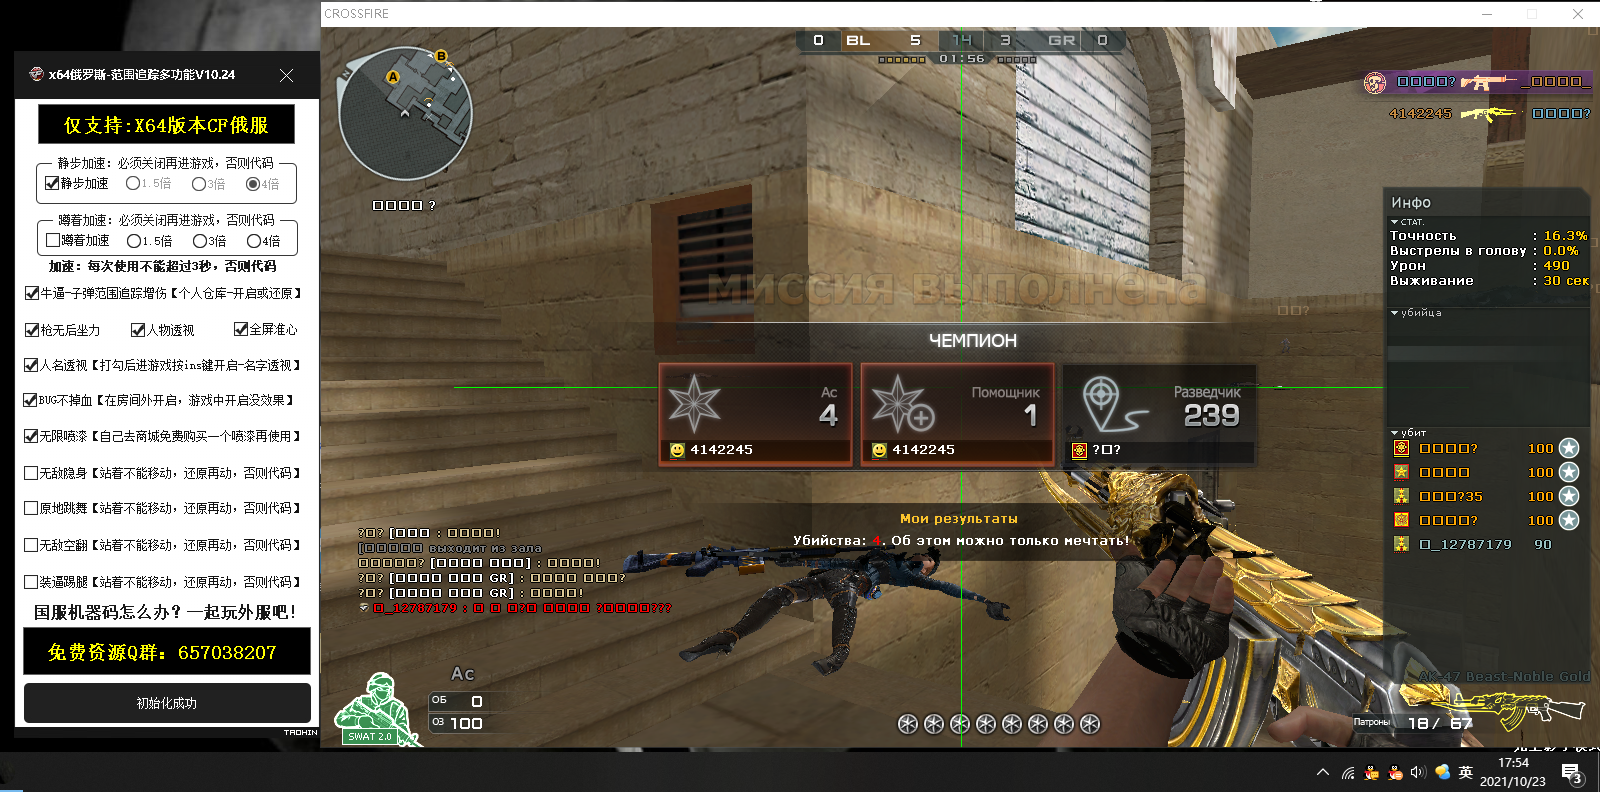 CROSSFIRE
x64俄罗斯-范围追踪多功能V10.24
仅支持:X64版本CF俄服
静步加速: 必须关闭再进游戏, 否则代码
静步加速 1.5倍 3倍 4倍
蹲着加速: 必须关闭再进游戏, 否则代码
蹲着加速 1.5倍 3倍 4倍
加速: 每次使用不能超过3秒, 否则代码
牛逼-子弹范围追踪增伤【个人仓库-开启或还原】
枪无后坐力 人物透视 全屏准心
人名透视【打勾后进游戏按ins键开启-名字透视】
BUG不掉血【在房间外开启, 游戏中开启没效果】
无限喷漆【自己去商城免费购买一个喷漆再使用】
无敌隐身【站着不能移动, 还原再动, 否则代码】
原地跳舞【站着不能移动, 还原再动, 否则代码】
无敌空翻【站着不能移动, 还原再动, 否则代码】
装逼踢腿【站着不能移动, 还原再动, 否则代码】
国服机器码怎么办? 一起玩外服吧!
免费资源Q群: 657038207
初始化成功
TAOHIN
0 BL 5 14 3 GR 0
01:56
N
A
B
□□□□ ?
□□□□? _□□□□_
4142245 □□□□?
Инфо
СТАТ.
Точность : 16.3%
Выстрелы в голову : 0.0%
Урон : 490
Выживание : 30 сек
убийца
убит
□□□□? 100
□□□□ 100
□□□?35 100
□□□□? 100
□_12787179 90
миссия выполнена
□□?
ЧЕМПИОН
Ас
4
4142245
Помощник
1
4142245
Разведчик
239
?□?
Мои результаты
Убийства: 4. Об этом можно только мечтать!
?□? [□□□ : □□□□!
[□□□□□ выходит из зала
□□□□□? [□□□□ □□□] : □□□□!
?□? [□□□□ □□□ GR] : □□□□ □□□?
?□? [□□□□ □□□ GR] : □□□□!
□_12787179 : □ □ □?□ □□□□ ?□□□□???
Ас
ОБ 0
ОЗ 100
SWAT 2.0
AK-47 Beast-Noble Gold
Патроны 18/ 67
英
17:54
2021/10/23
3